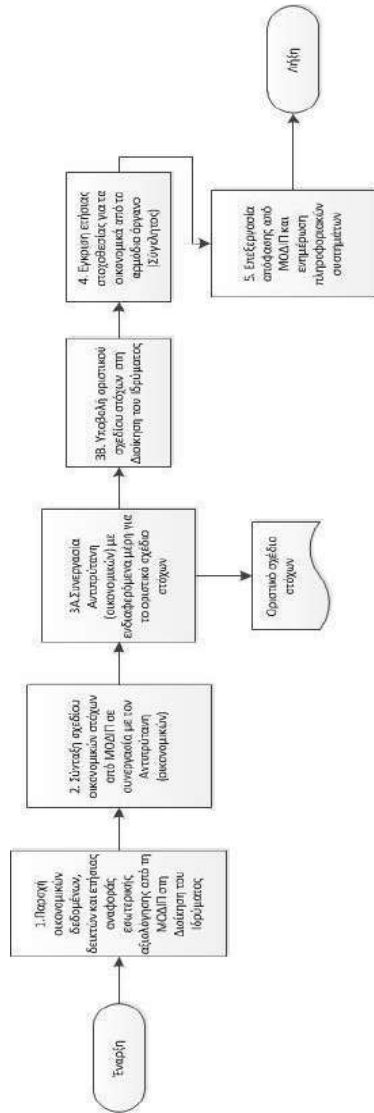 Έναρξη
1.Παροχή
οικονομικών
δεδομένων,
δεικτών και ετήσιας
αναφοράς
εσωτερικής
αξιολόγησης από τη
ΜΟΔΙΠ στη
Διοίκηση του
Ιδρύματος
2. Σύνταξη σχεδίου
οικονομικών στόχων
από ΜΟΔΙΠ σε
συνεργασία με τον
Αντιπρύτανη
(οικονομικών)
3Α.Συνεργασία
Αντιπρύτανη
(οικονομικών) με
ενδιαφερόμενα μέρη για
το οριστικό σχέδιο
στόχων
Οριστικό σχέδιο
στόχων
3Β. Υποβολή οριστικού
σχεδίου στόχων στη
Διοίκηση του Ιδρύματος
4. Έγκριση ετήσιας
στοχοθεσίας για τα
οικονομικά από το
αρμόδιο όργανο
(Σύγκλητος)
5. Επεξεργασία
απόφασης από
ΜΟΔΙΠ και
ενημέρωση
πληροφοριακών
συστημάτων
Λήξη